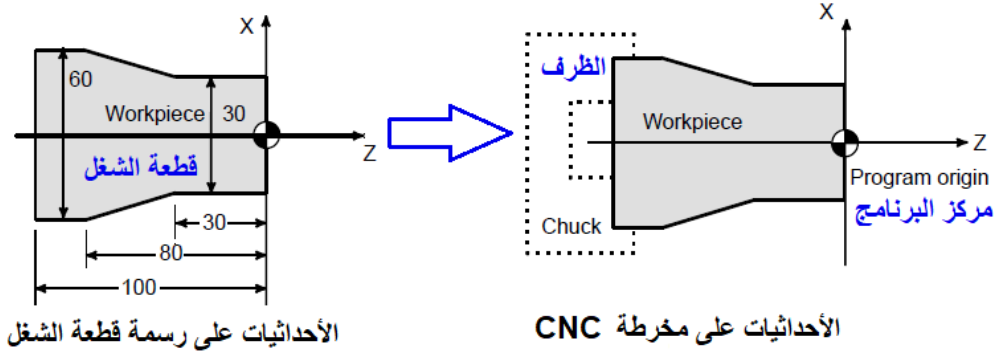 X
60
Workpiece
30
Z
قطعة الشغل
30
80
100
الأحداثيات على رسمة قطعة الشغل
X
الظرف
Workpiece
Z
Program origin
مركز البرنامج
Chuck
الأحداثيات على مخرطة CNC